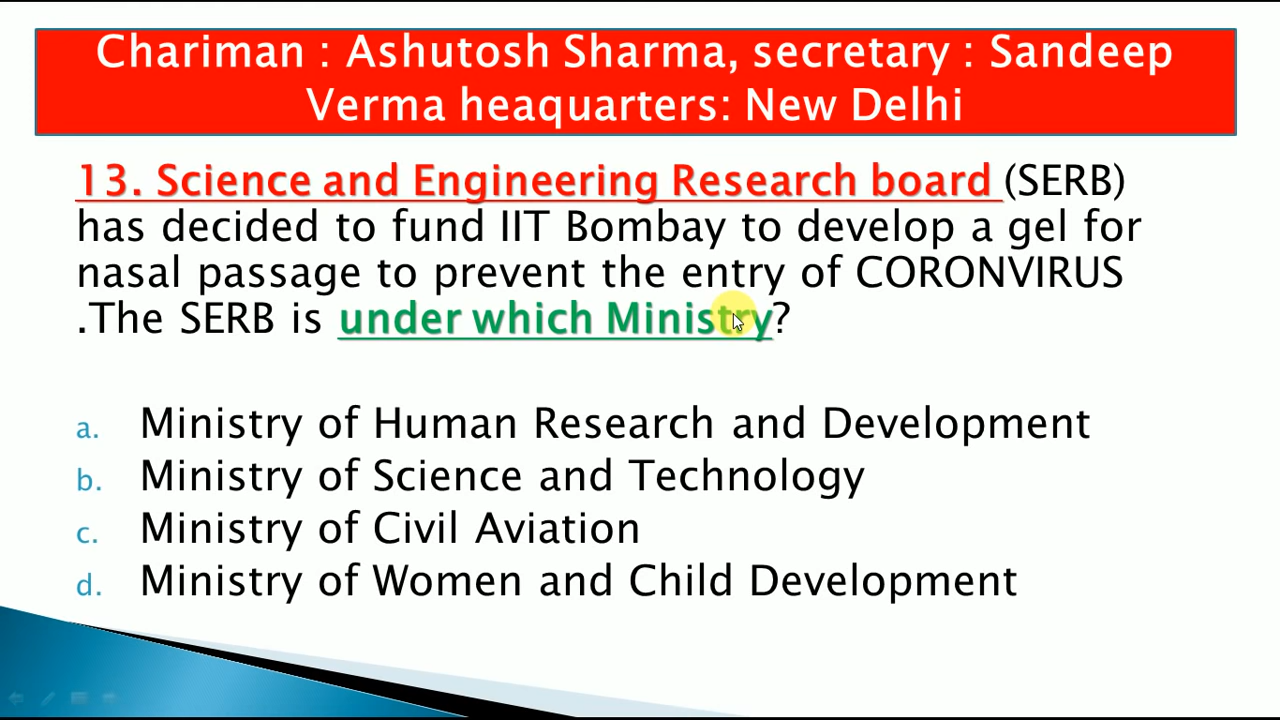 Chariman : Ashutosh Sharma, secretary : Sandeep
Verma heaquarters: New Delhi
13. Science and Engineering Research board (SERB)
has decided to fund IIT Bombay to develop a gel for
nasal passage to prevent the entry of CORONVIRUS
.The SERB is under which Ministry?
a. Ministry of Human Research and Development
b. Ministry of Science and Technology
c. Ministry of Civil Aviation
d. Ministry of Women and Child Development